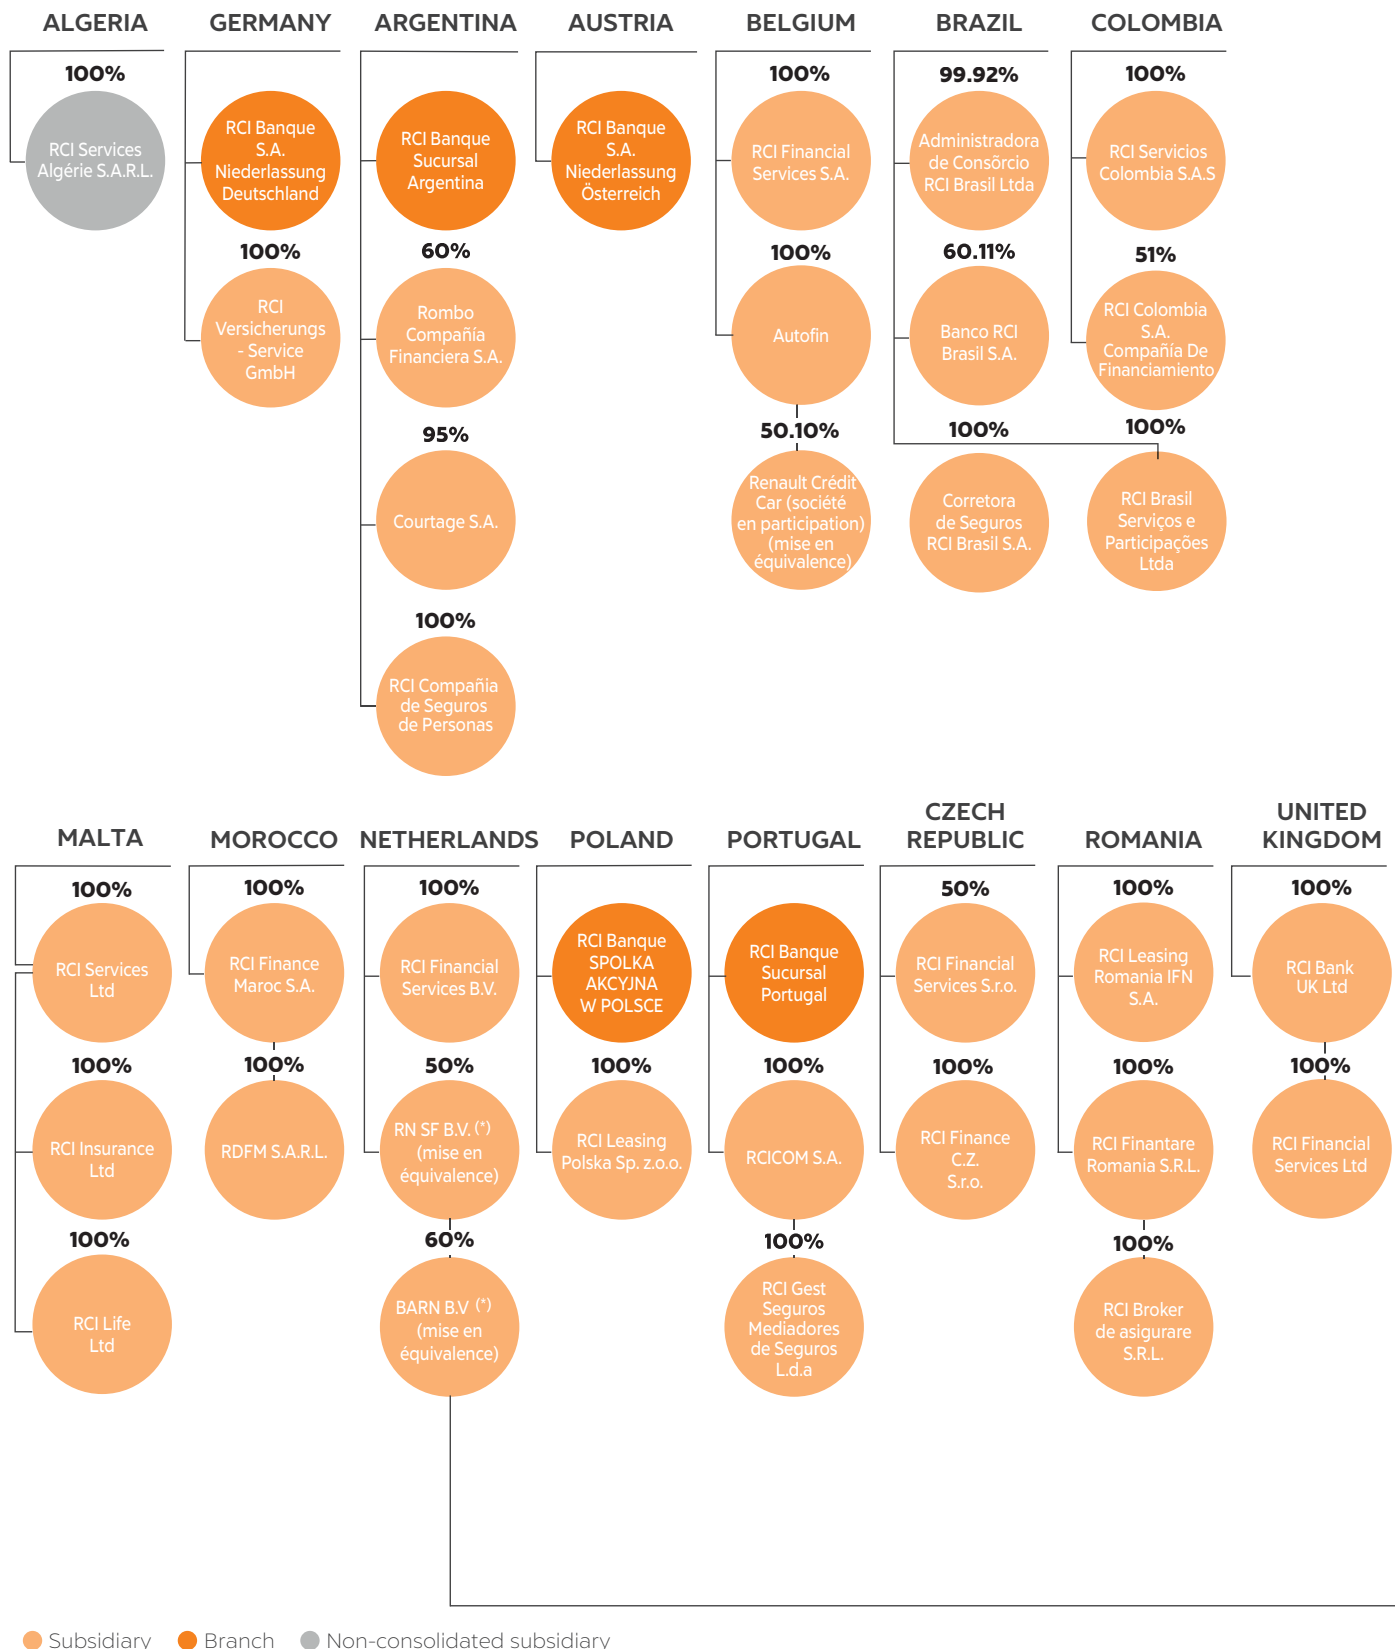 ALGERIA
GERMANY
ARGENTINA
AUSTRIA
BELGIUM
BRAZIL
COLOMBIA
100%
100%
99.92%
100%
RCI Services
Algérie S.A.R.L.
RCI Banque
S.A.
Niederlassung
Deutschland
RCI Banque
Sucursal
Argentina
RCI Banque
S.A.
Niederlassung
Österreich
RCI Financial
Services S.A.
Administradora
de Consõrcio
RCI Brasil Ltda
RCI Servicios
Colombia S.A.S
100%
60%
100%
60.11%
51%
RCI
Versicherungs
- Service
GmbH
Rombo
Compañía
Financiera S.A.
Autofin
Banco RCI
Brasil S.A.
RCI Colombia
S.A.
Compañía De
Financiamiento
95%
50.10%
100%
100%
Courtage S.A.
Renault Crédit
Car (société
en participation)
(mise en
équivalence)
Corretora
de Seguros
RCI Brasil S.A.
RCI Brasil
Serviços e
Participações
Ltda
100%
RCI Compañia
de Seguros
de Personas
MALTA
MOROCCO
NETHERLANDS
POLAND
PORTUGAL
CZECH
REPUBLIC
ROMANIA
UNITED
KINGDOM
100%
100%
100%
50%
100%
100%
RCI Services
Ltd
RCI Finance
Maroc S.A.
RCI Financial
Services B.V.
RCI Banque
SPOLKA
AKCYJNA
W POLSCE
RCI Banque
Sucursal
Portugal
RCI Financial
Services S.r.o.
RCI Leasing
Romania IFN
S.A.
RCI Bank
UK Ltd
100%
100%
50%
100%
100%
100%
100%
100%
RCI Insurance
Ltd
RDFM S.A.R.L.
RN SF B.V. (*)
(mise en
équivalence)
RCI Leasing
Polska Sp. z.o.o.
RCICOM S.A.
RCI Finance
C.Z.
S.r.o.
RCI Finantare
Romania S.R.L.
RCI Financial
Services Ltd
100%
60%
100%
100%
RCI Life
Ltd
BARN B.V (*)
(mise en
équivalence)
RCI Gest
Seguros
Mediadores
de Seguros
L.d.a
RCI Broker
de asigurare
S.R.L.
Subsidiary
Branch
Non-consolidated subsidiary